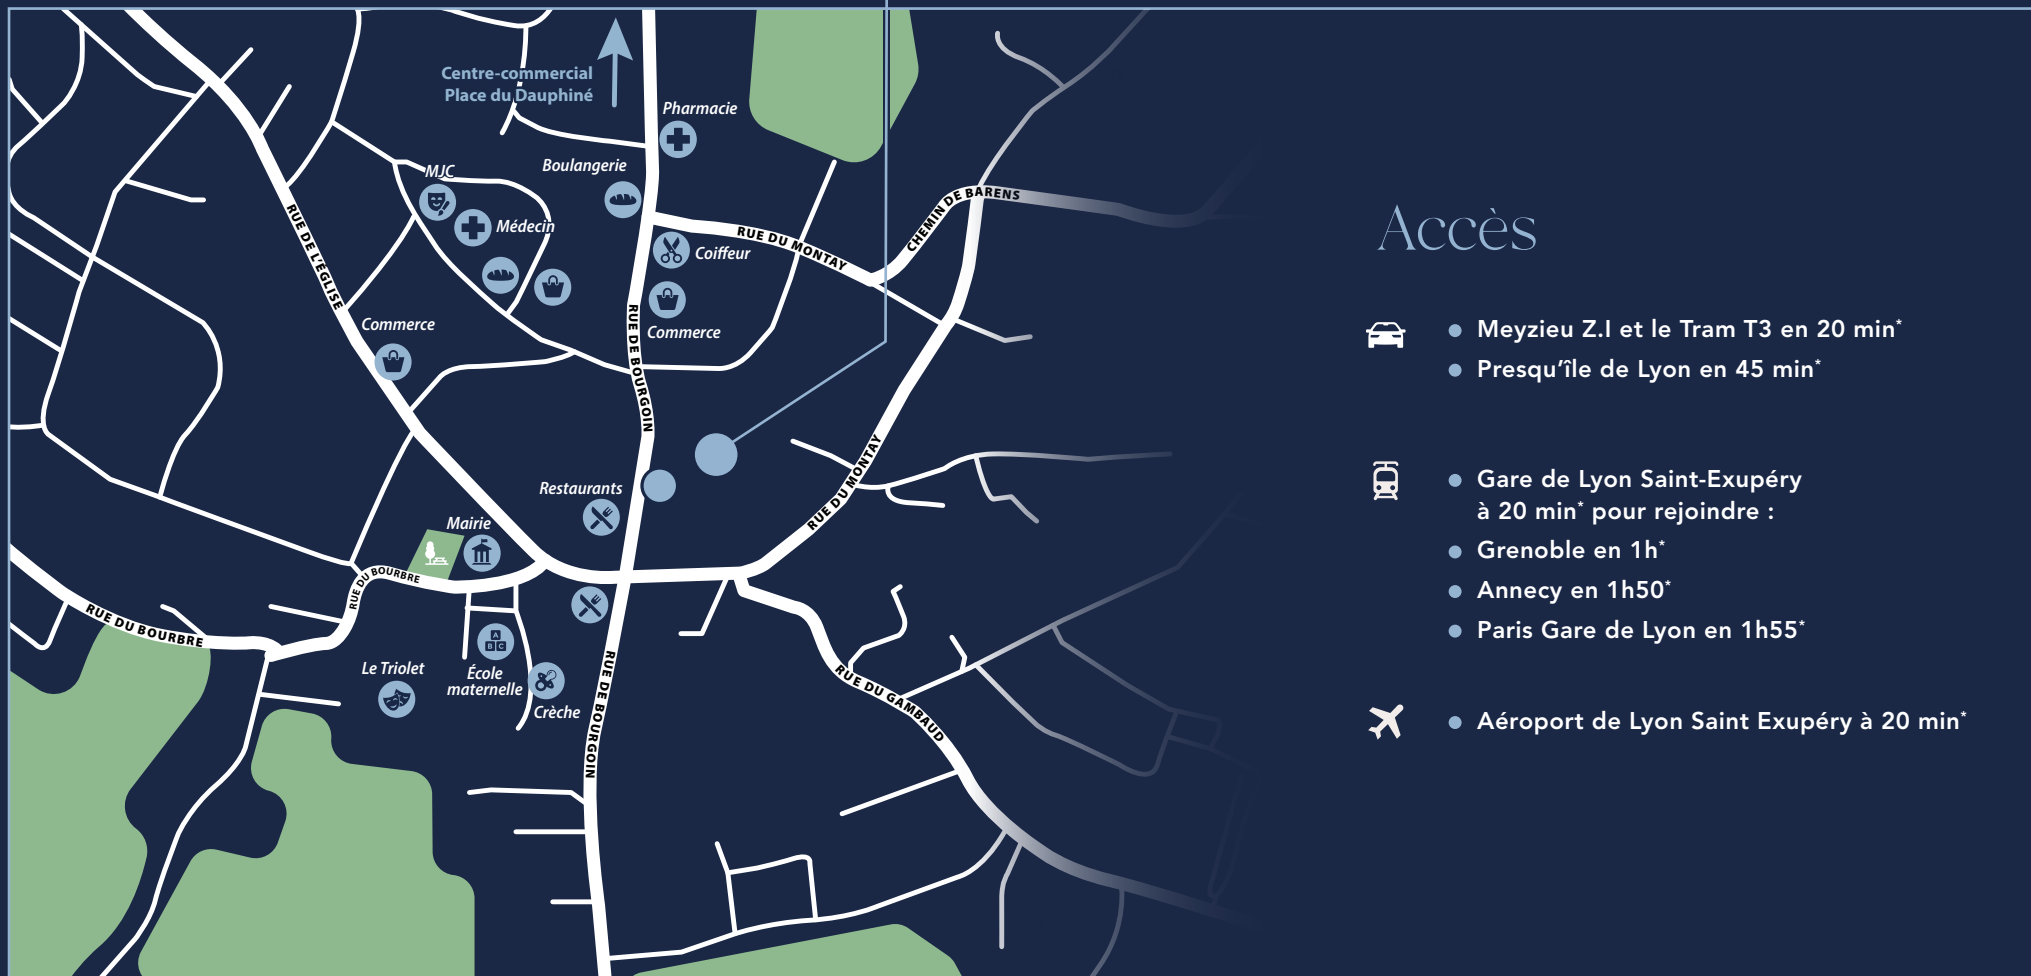 Centre-commercial
Place du Dauphiné
Pharmacie
Boulangerie
MJC
Médecin
RUE DU MONTAY
CHEMIN DE BARENS
Coiffeur
RUE DE L'ÉGLISE
Commerce
Commerce
RUE DE BOURGOIN
RUE DU MONTAY
Restaurants
Mairie
RUE DU BOURBRE
RUE DU BOURBRE
A
B C
École
maternelle
Le Triolet
Crèche
RUE DE BOURGOIN
RUE DU GAMBAUD
Accès
Meyzieu Z.I et le Tram T3 en 20 min*
Presqu'île de Lyon en 45 min*
Gare de Lyon Saint-Exupéry
à 20 min* pour rejoindre :
Grenoble en 1h*
Annecy en 1h50*
Paris Gare de Lyon en 1h55*
Aéroport de Lyon Saint Exupéry à 20 min*